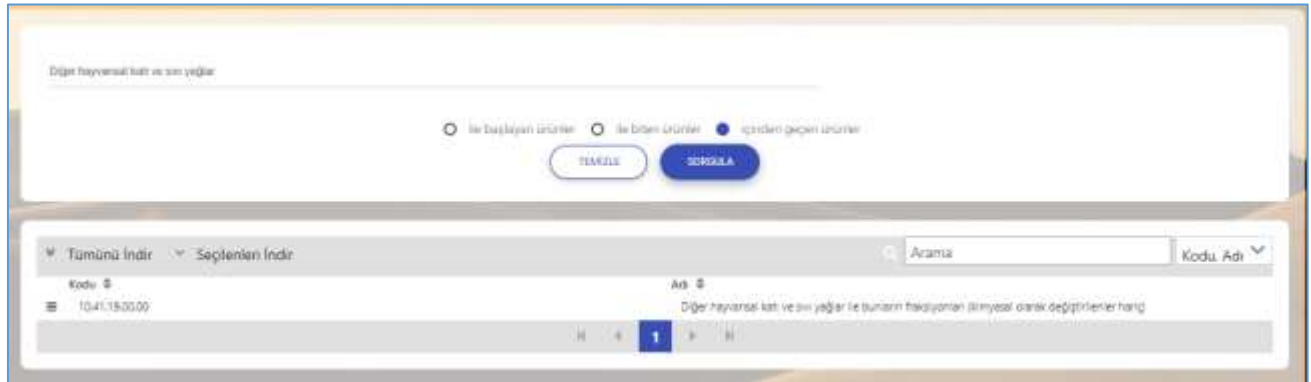 Diğer hayvansal katı ve sıvı yağlar
ile başlayan ürünler ile biten ürünler içinden geçen ürünler
TEMİZLE SORGULA
Tümünü İndir Seçilenleri İndir Arama Kodu, Adı
Kodu Adı
10.41.19.00.00 Diğer hayvansal katı ve sıvı yağlar ile bunların fraksiyonları (kimyasal olarak değiştirilenler hariç)
1